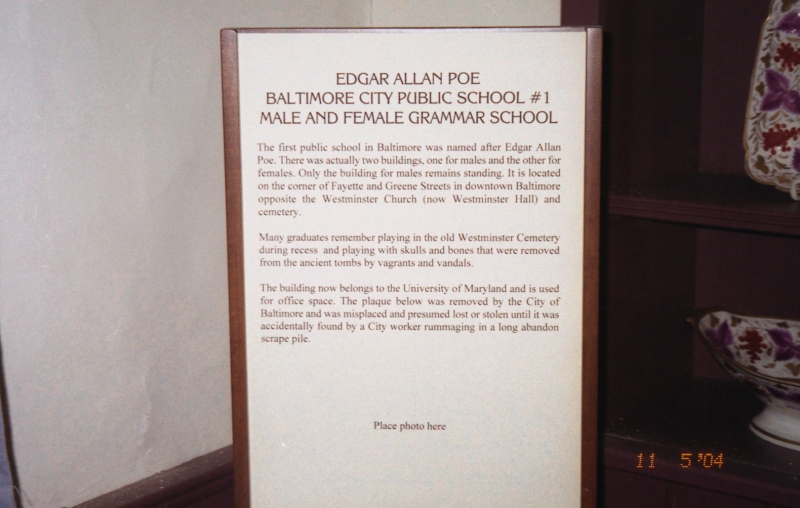 EDGAR ALLAN POE
BALTIMORE CITY PUBLIC SCHOOL #1
MALE AND FEMALE GRAMMAR SCHOOL
The first public school in Baltimore was named after Edgar Allan
Poe. There was actually two buildings, one for males and the other for
females. Only the building for males remains standing. It is located
on the corner of Fayette and Greene Streets in downtown Baltimore
opposite the Westminster Church (now Westminster Hall) and
cemetery.
Many graduates remember playing in the old Westminster Cemetery
during recess and playing with skulls and bones that were removed
from the ancient tombs by vagrants and vandals.
The building now belongs to the University of Maryland and is used
for office space. The plaque below was removed by the City of
Baltimore and was misplaced and presumed lost or stolen until it was
accidentally found by a City worker rummaging in a long abandon
scrape pile.
Place photo here
11 5 '04